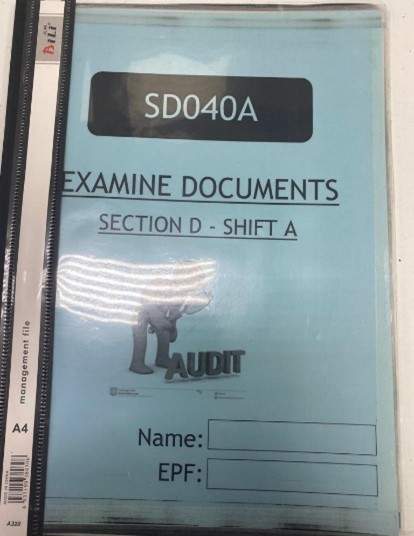 BiLi
SD040A
EXAMINE DOCUMENTS
SECTION D - SHIFT A
AUDIT
management file
A4
Name:
EPF:
A320